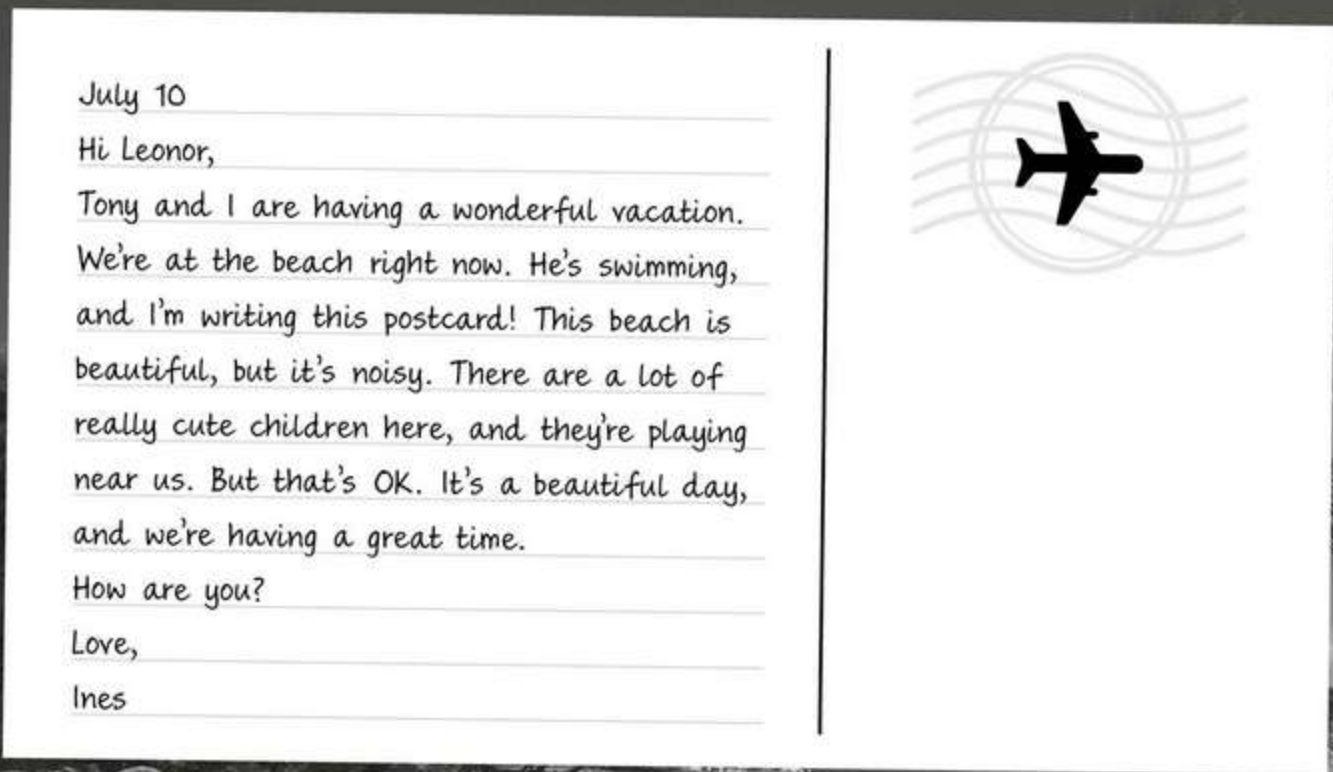 July 10
Hi Leonor,
Tony and I are having a wonderful vacation.
We're at the beach right now. He's swimming,
and I'm writing this postcard! This beach is
beautiful, but it's noisy. There are a lot of
really cute children here, and they're playing
near us. But that's OK. It's a beautiful day,
and we're having a great time.
How are you?
Love,
Ines